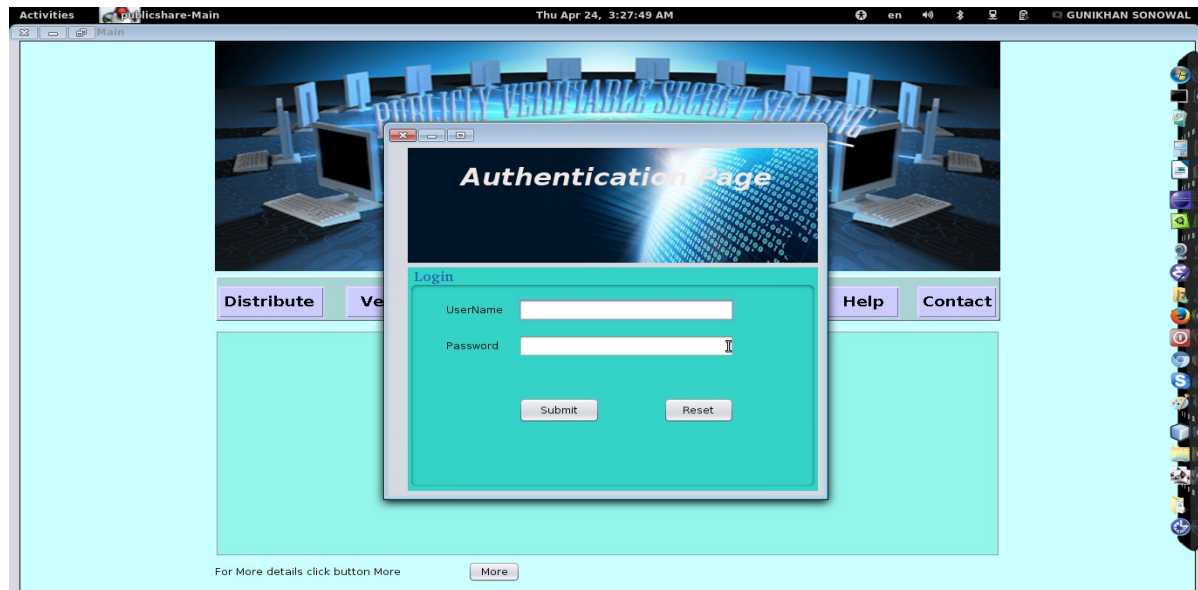 Activities publicshare-Main Thu Apr 24, 3:27:49 AM en GUNIKHAN SONOWAL
Main
PUBLICLY VERIFIABLE SECRET SHARING
Authentication Page
Login
Distribute Ve Help Contact
UserName
Password
Submit Reset
For More details click button More More